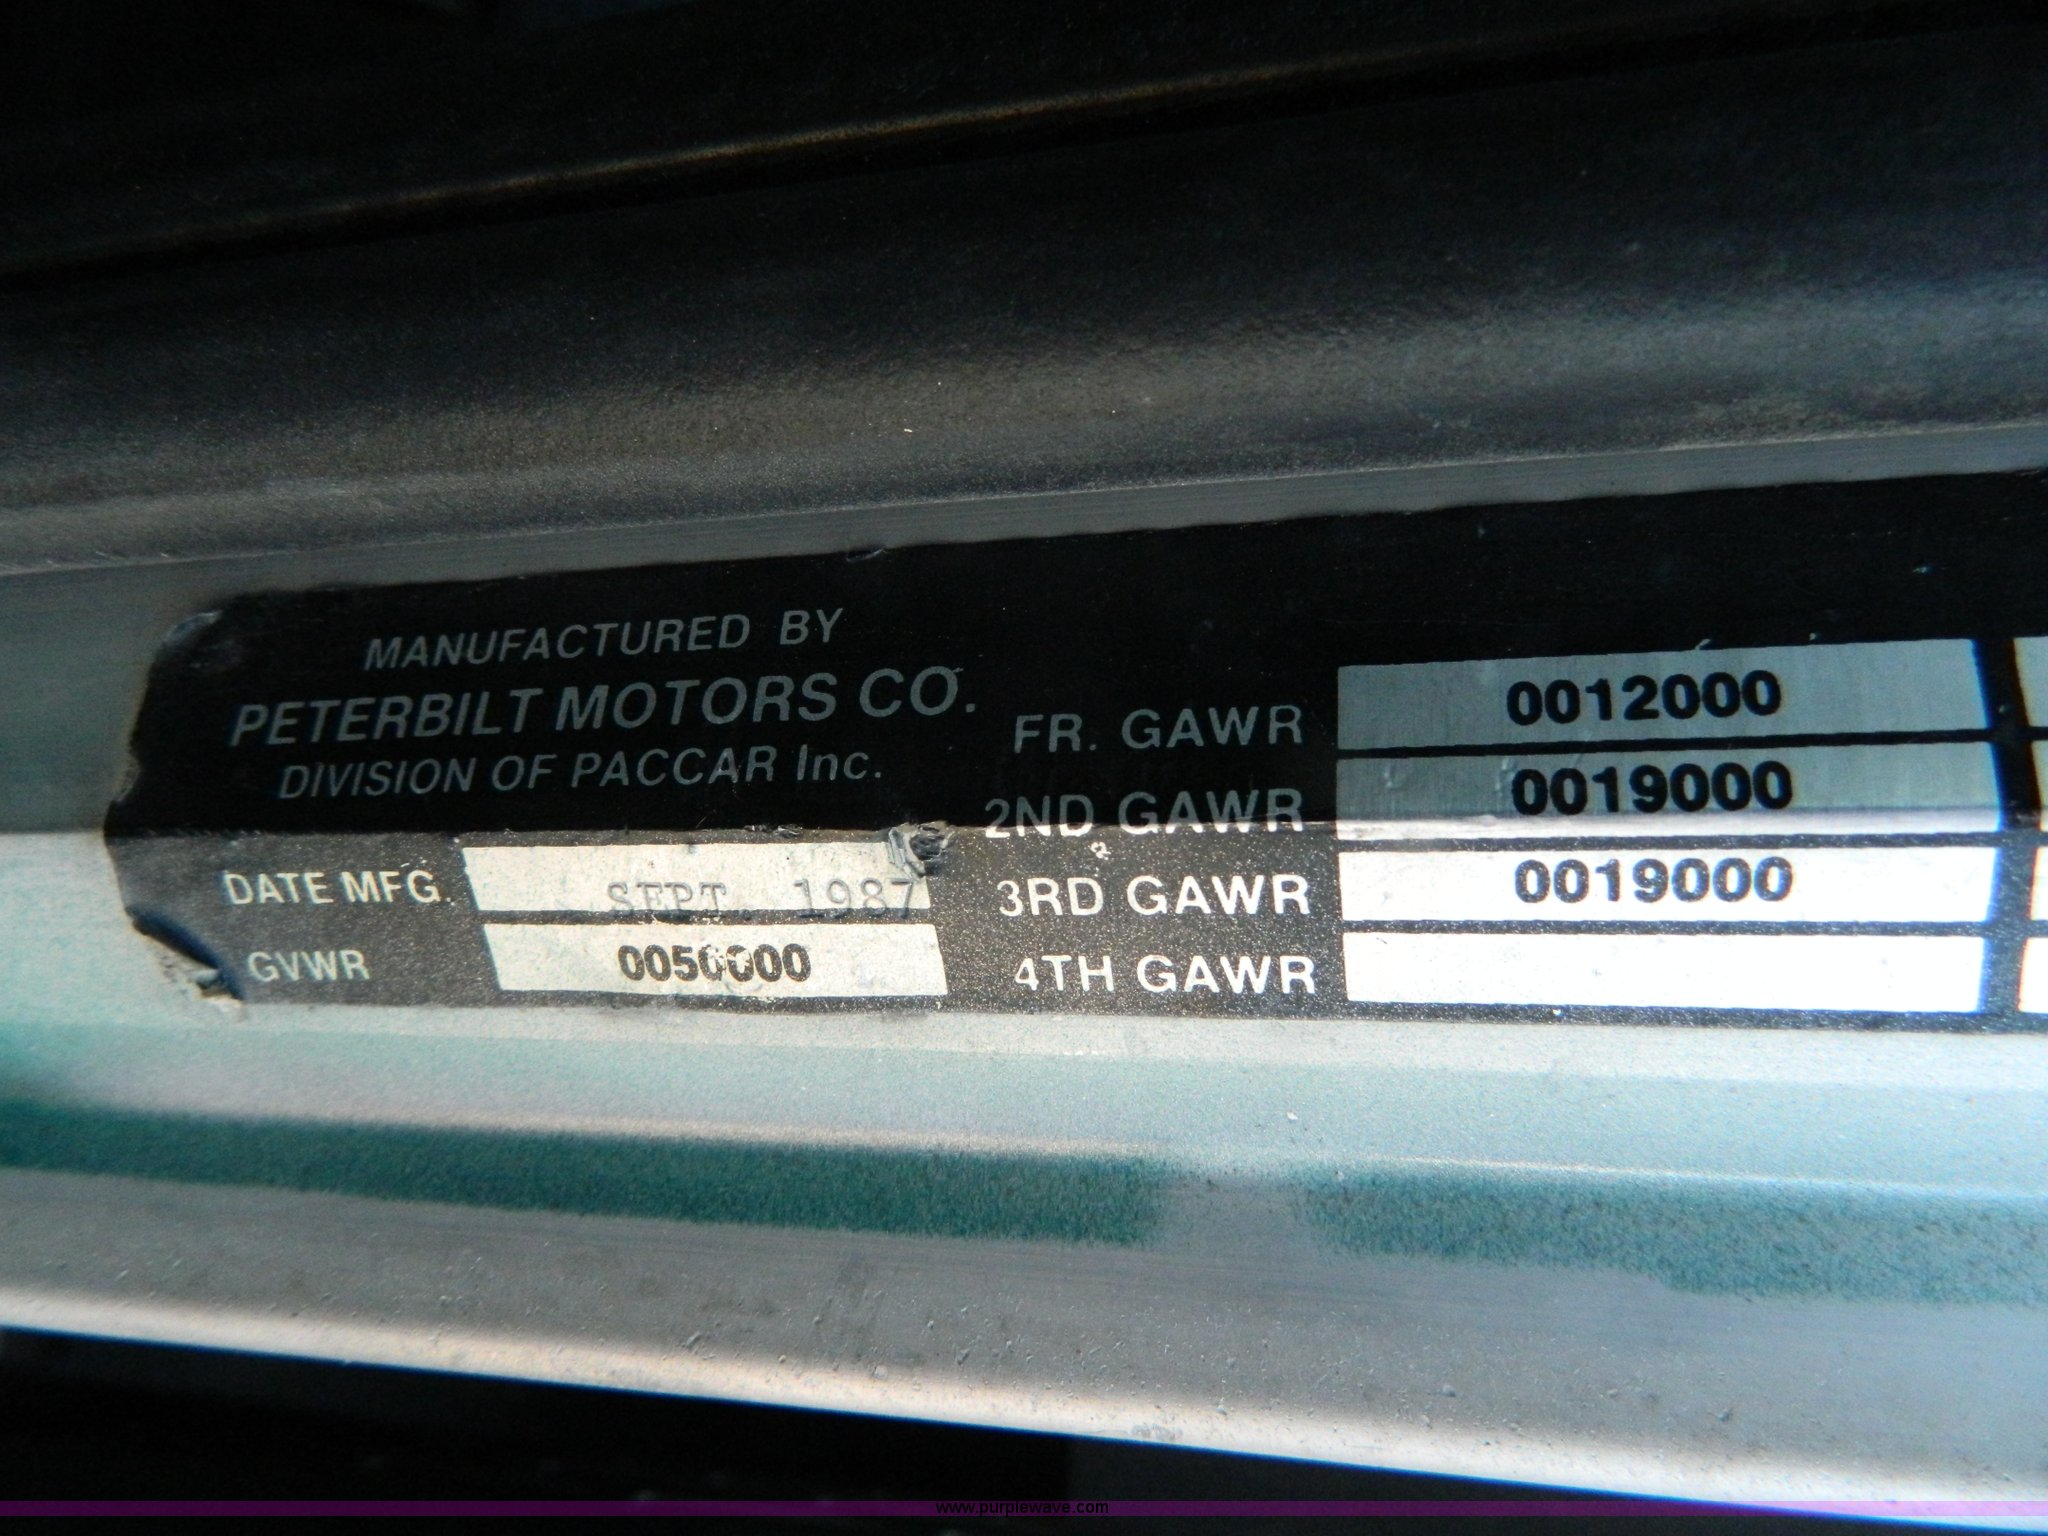 MANUFACTURED BY
PETERBILT MOTORS CO.
DIVISION OF PACCAR Inc.
DATE MFG. SEPT. 1987
GVWR 0050000
FR. GAWR 0012000
2ND GAWR 0019000
3RD GAWR 0019000
4TH GAWR
www.purplewave.com